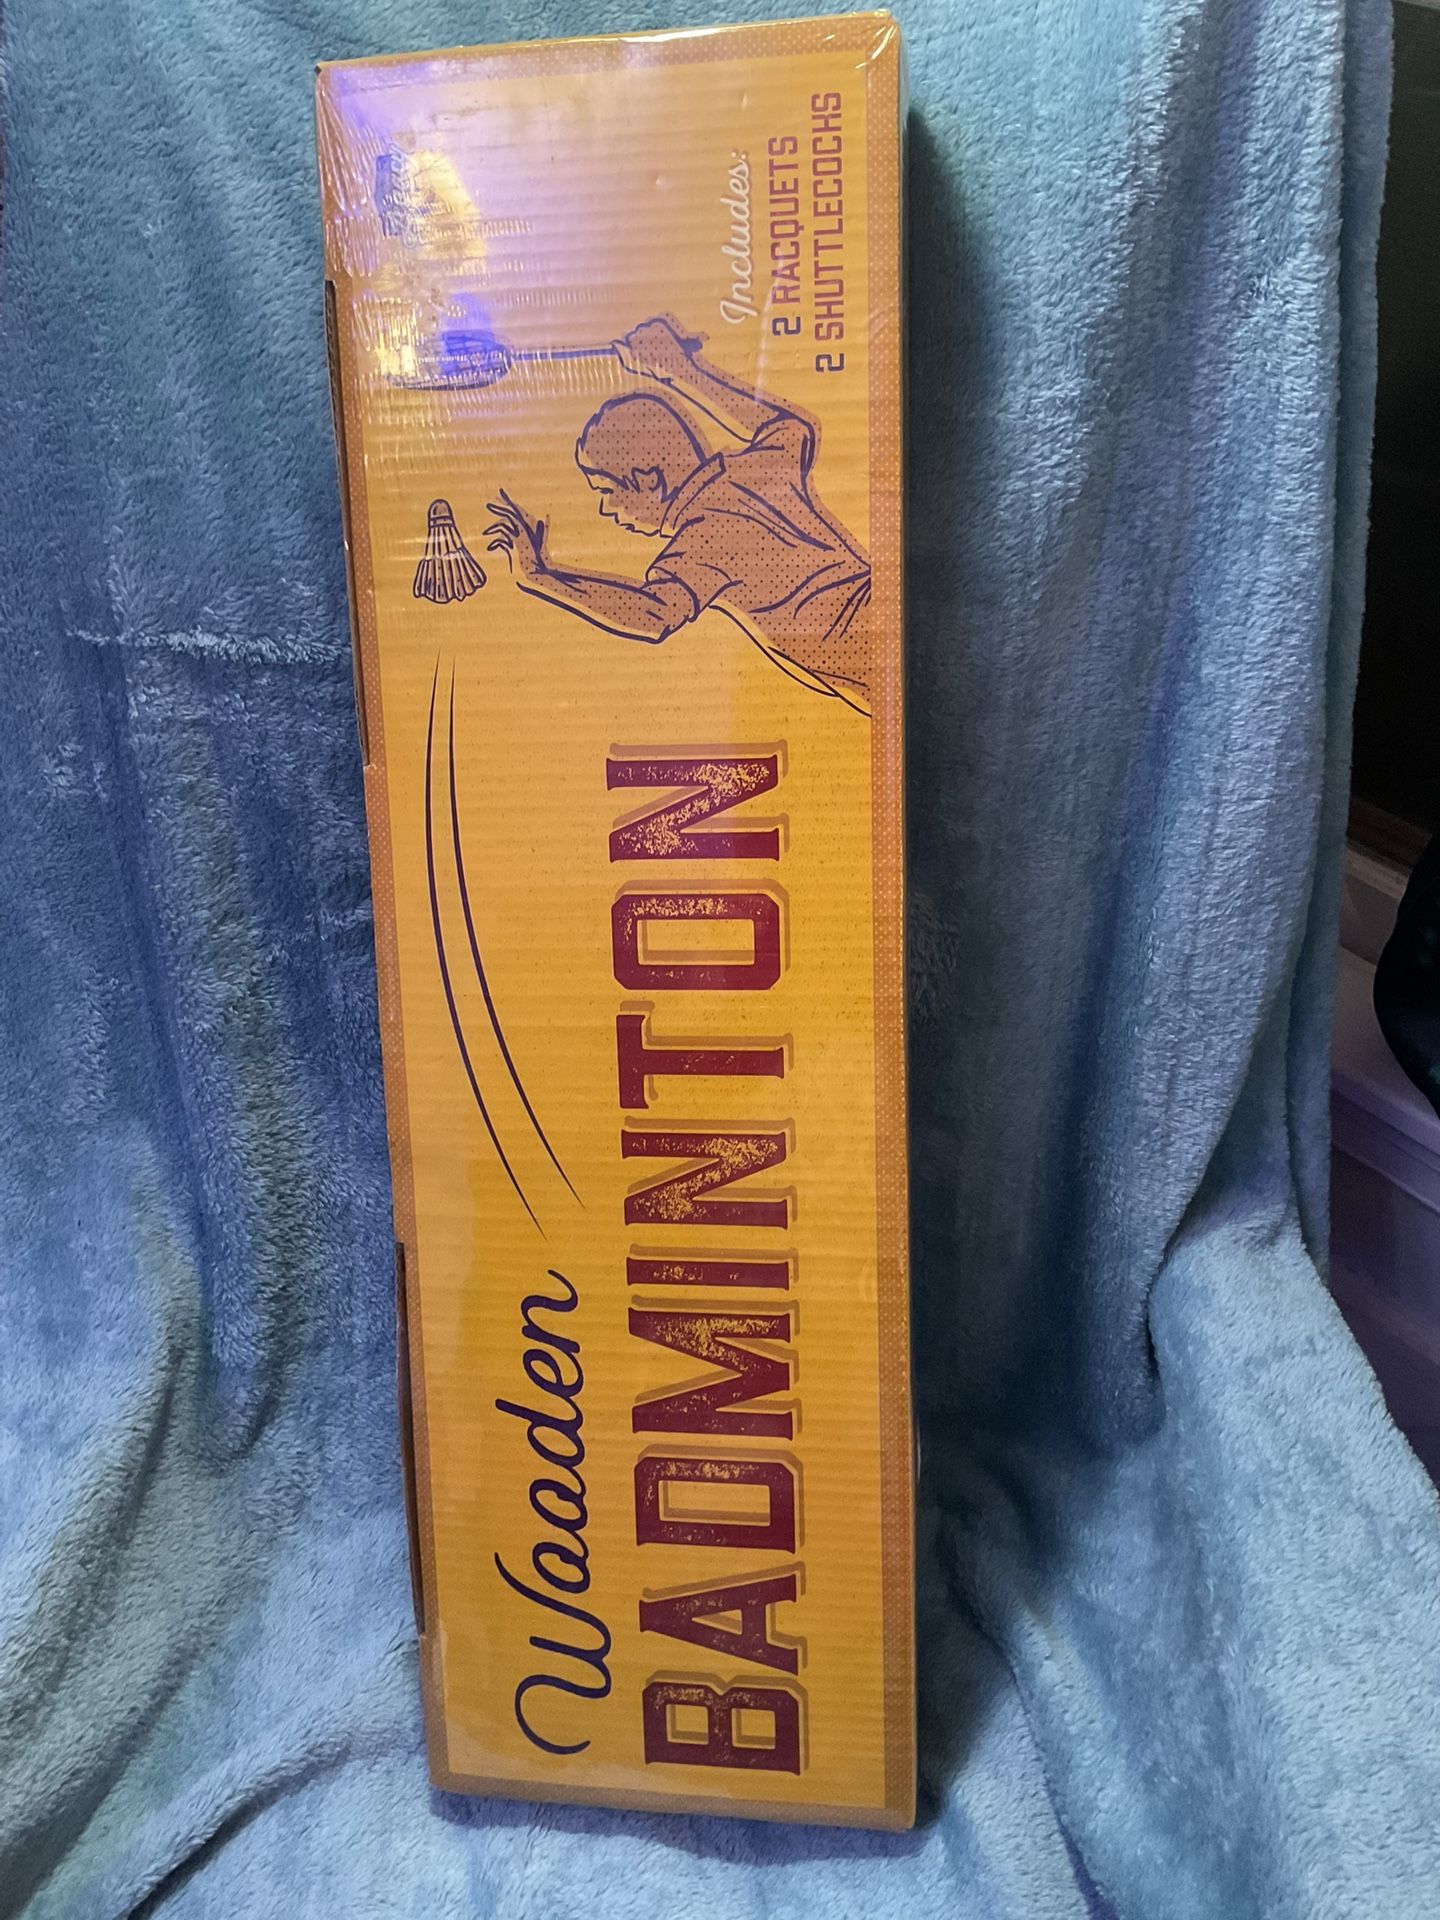 Wooden
BADMINTON
Includes:
2 RACQUETS
2 SHUTTLECOCKS